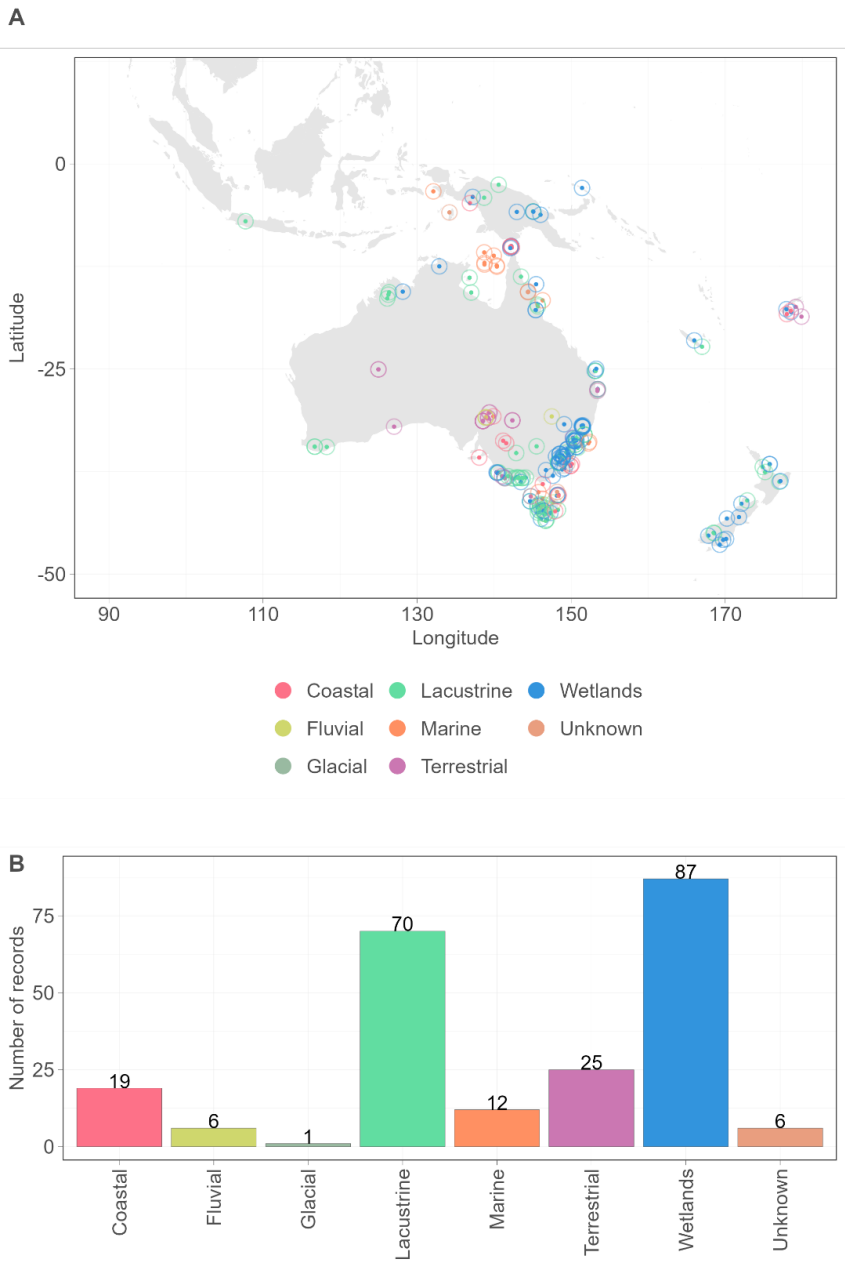 A
0
-25
-50
Latitude
90 110 130 150 170
Longitude
Coastal Lacustrine Wetlands
Fluvial Marine Unknown
Glacial Terrestrial
B
87
75
70
50
25
25
19
12
6
1
6
0
Number of records
Coastal Fluvial Glacial Lacustrine Marine Terrestrial Wetlands Unknown